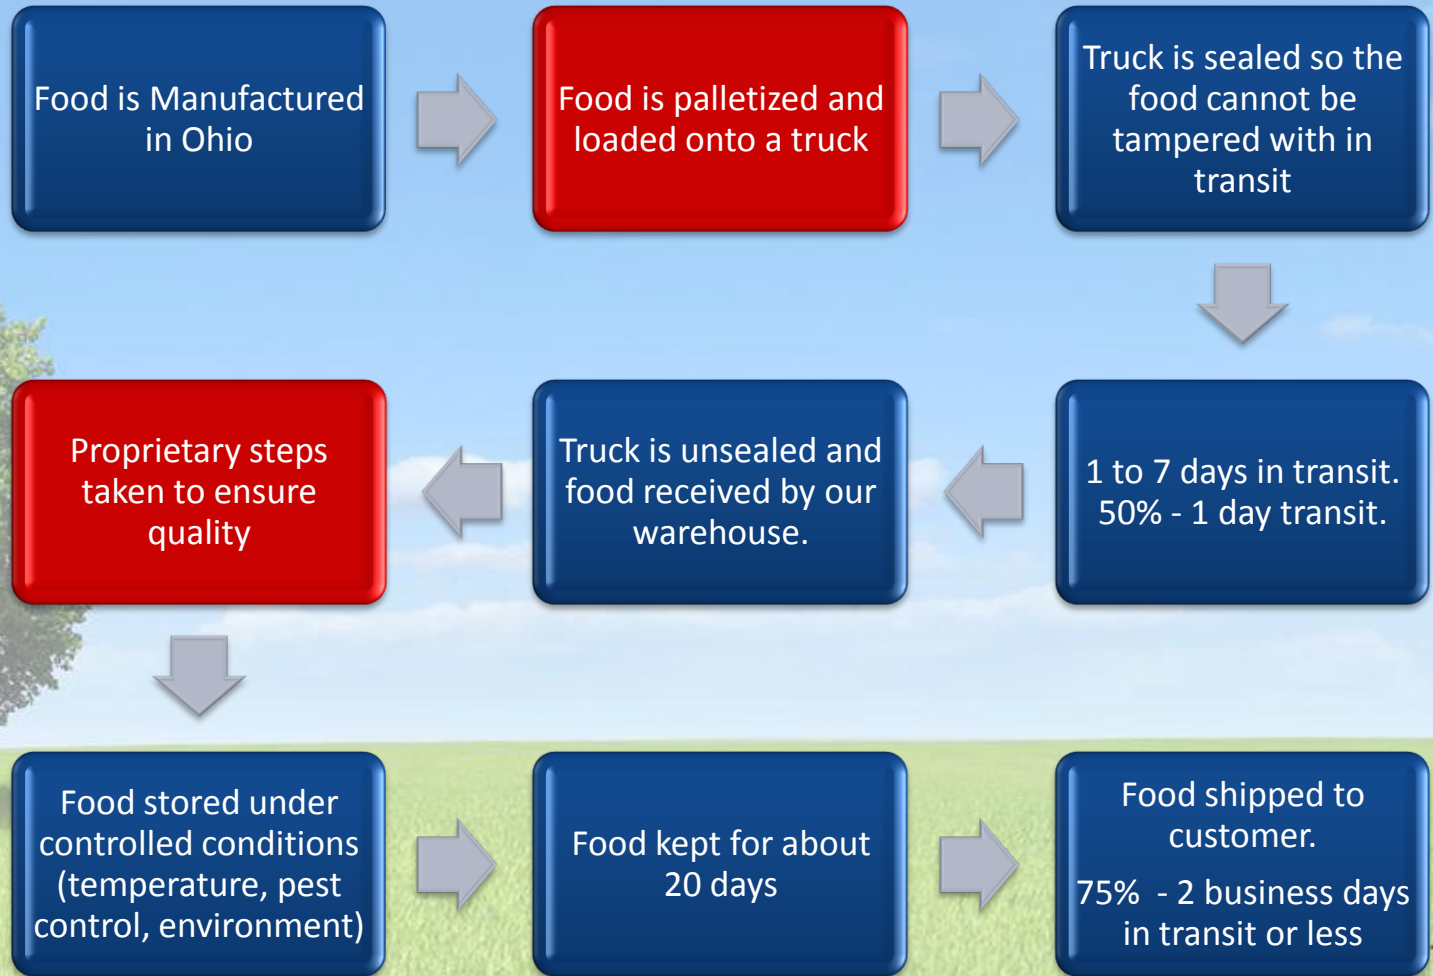 Food is Manufactured
in Ohio
Food is palletized and
loaded onto a truck
Truck is sealed so the
food cannot be
tampered with in
transit
1 to 7 days in transit.
50% - 1 day transit.
Truck is unsealed and
food received by our
warehouse.
Proprietary steps
taken to ensure
quality
Food stored under
controlled conditions
(temperature, pest
control, environment)
Food kept for about
20 days
Food shipped to
customer.
75%  - 2 business days
in transit or less